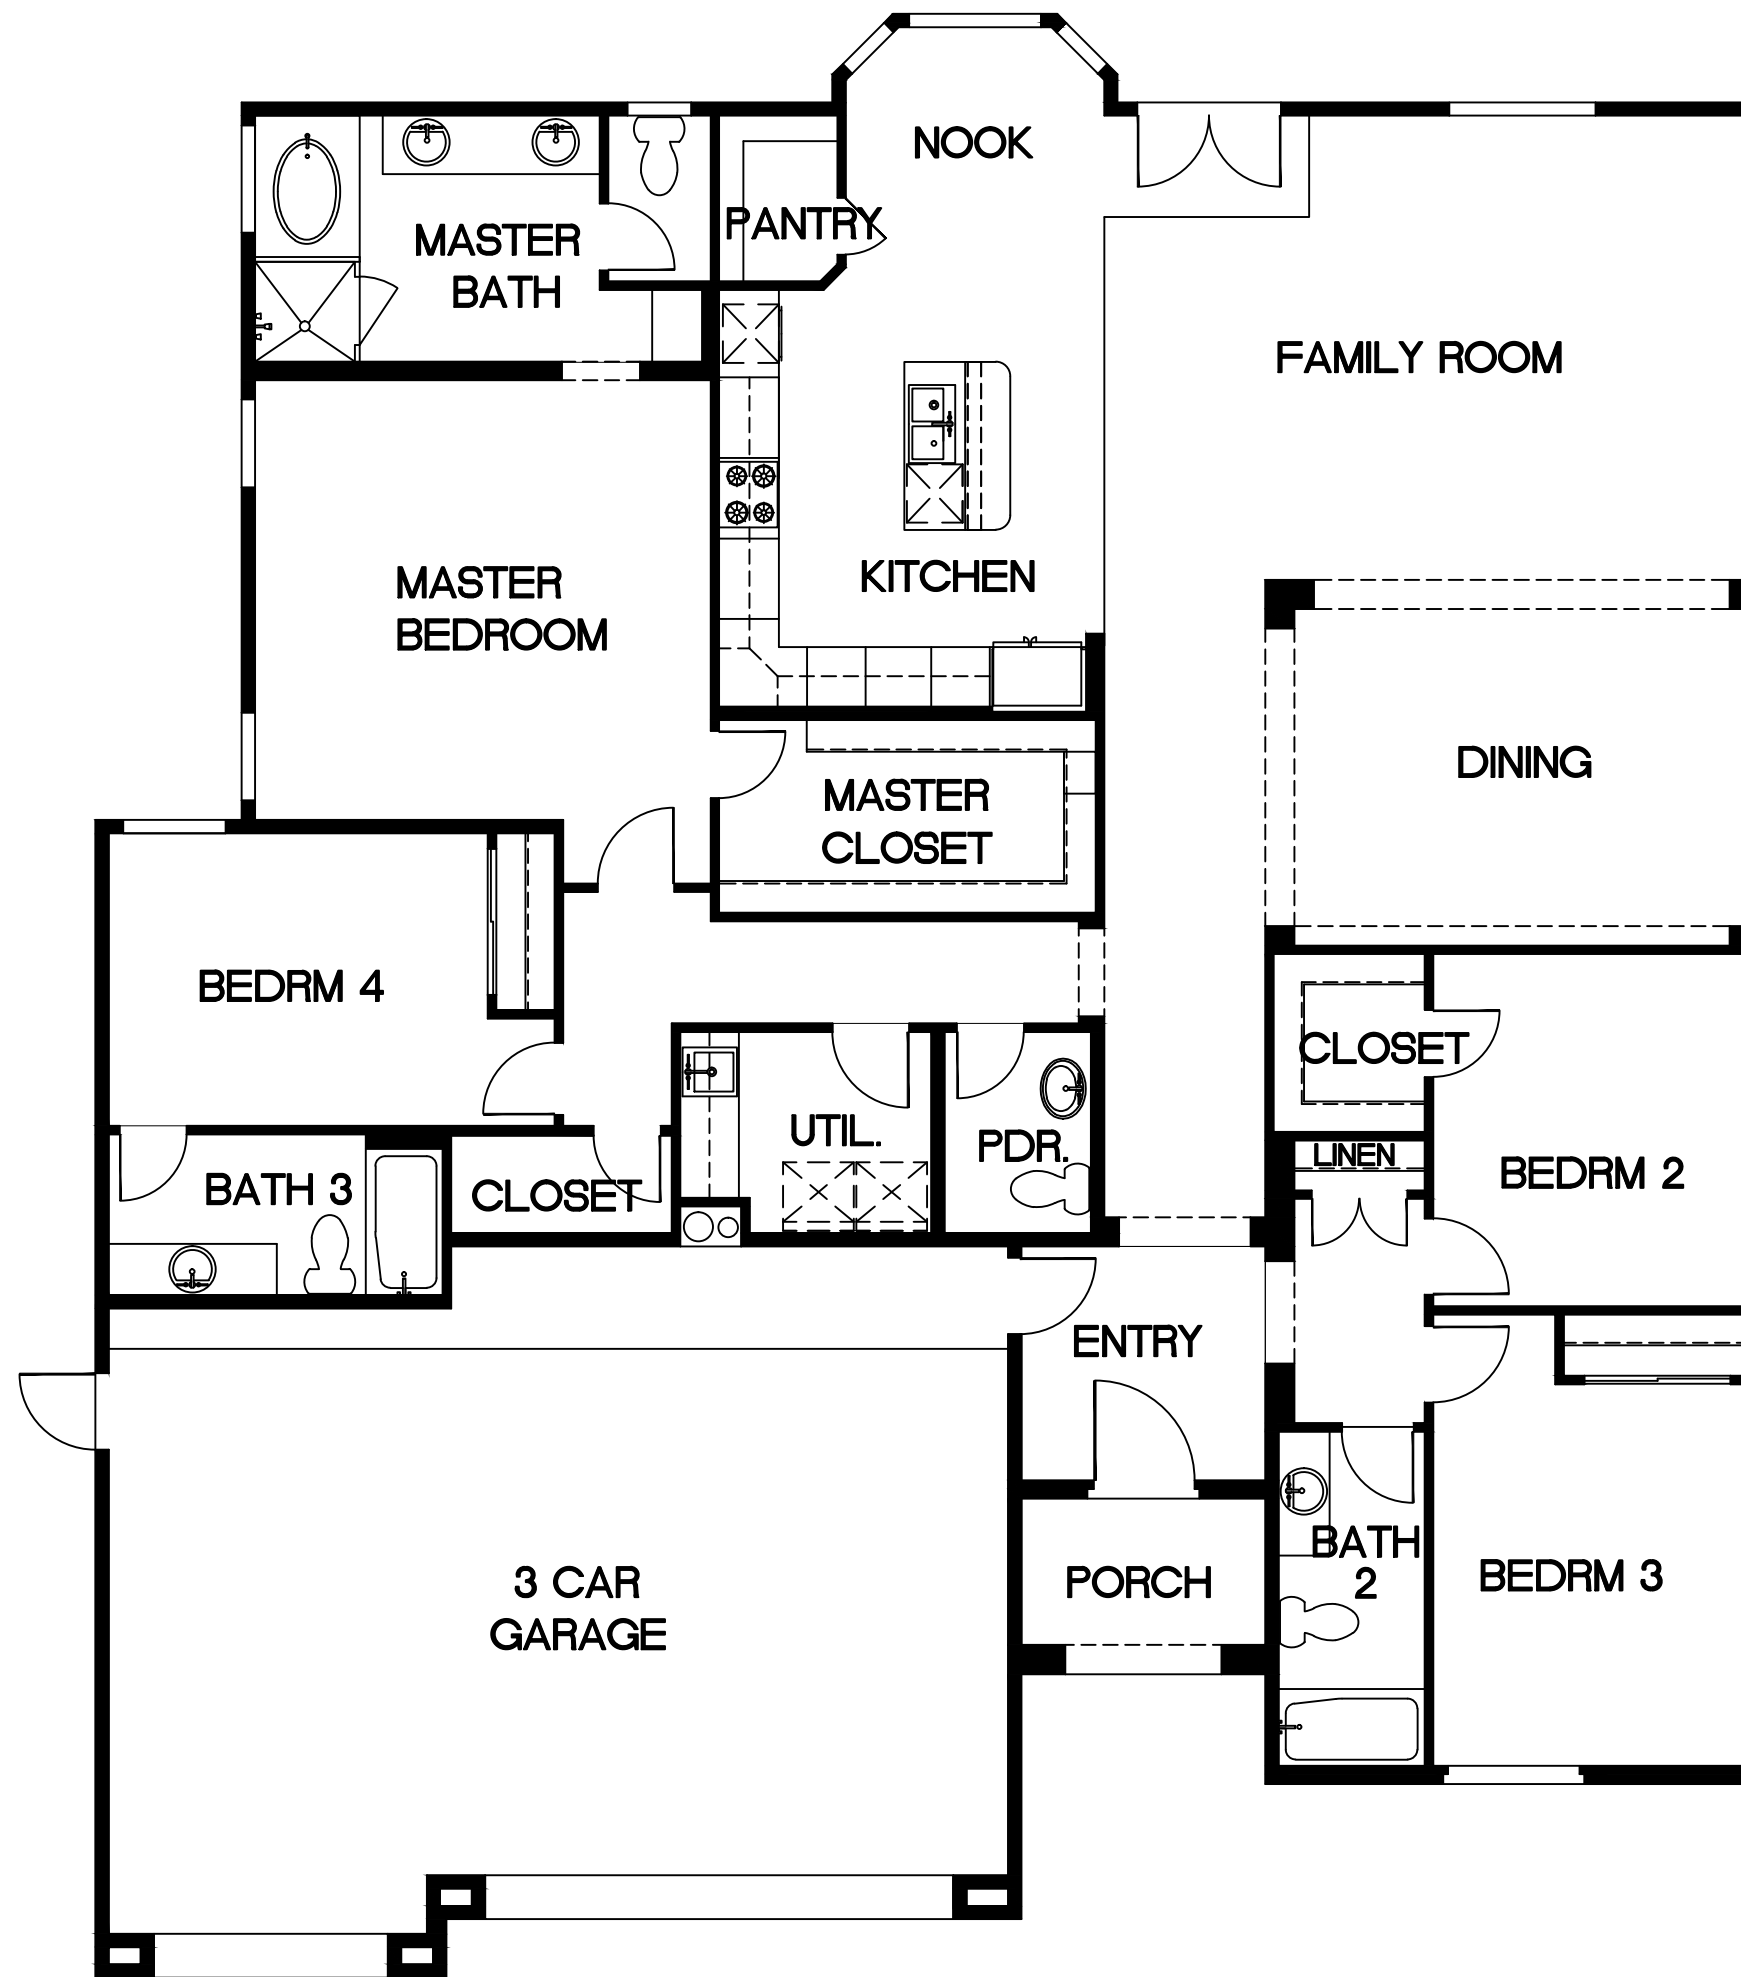 NOOK
PANTRY
MASTER
BATH
FAMILY ROOM
KITCHEN
MASTER
BEDROOM
DINING
MASTER
CLOSET
BEDRM 4
CLOSET
UTIL.
PDR.
LINEN
BEDRM 2
BATH 3
CLOSET
ENTRY
BATH
2
BEDRM 3
PORCH
3 CAR
GARAGE